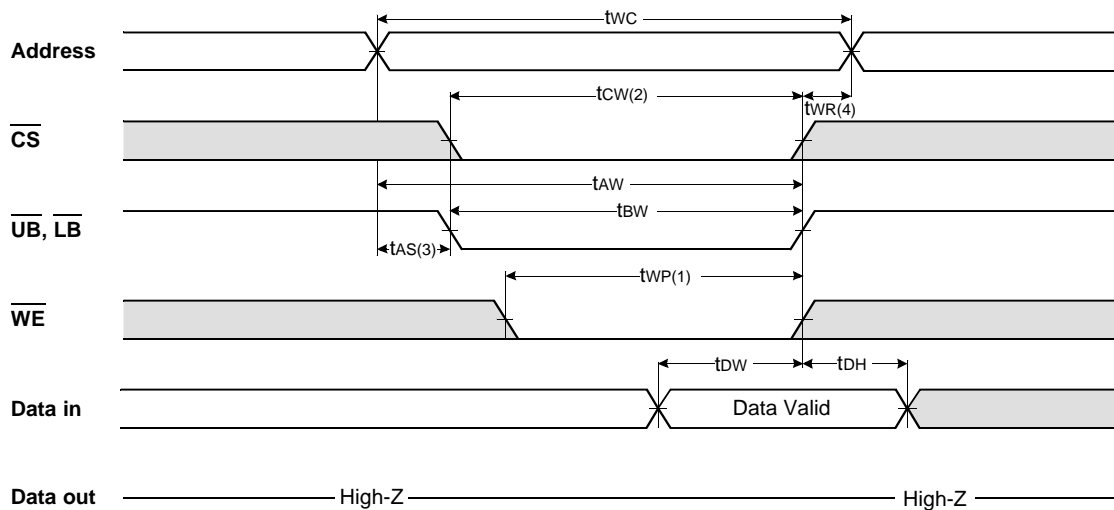 tWC
Address
tCW(2)
tWR(4)
CS
tAW
tBW
UB, LB
tAS(3)
tWP(1)
WE
tDW
tDH
Data in
Data Valid
Data out
High-Z
High-Z